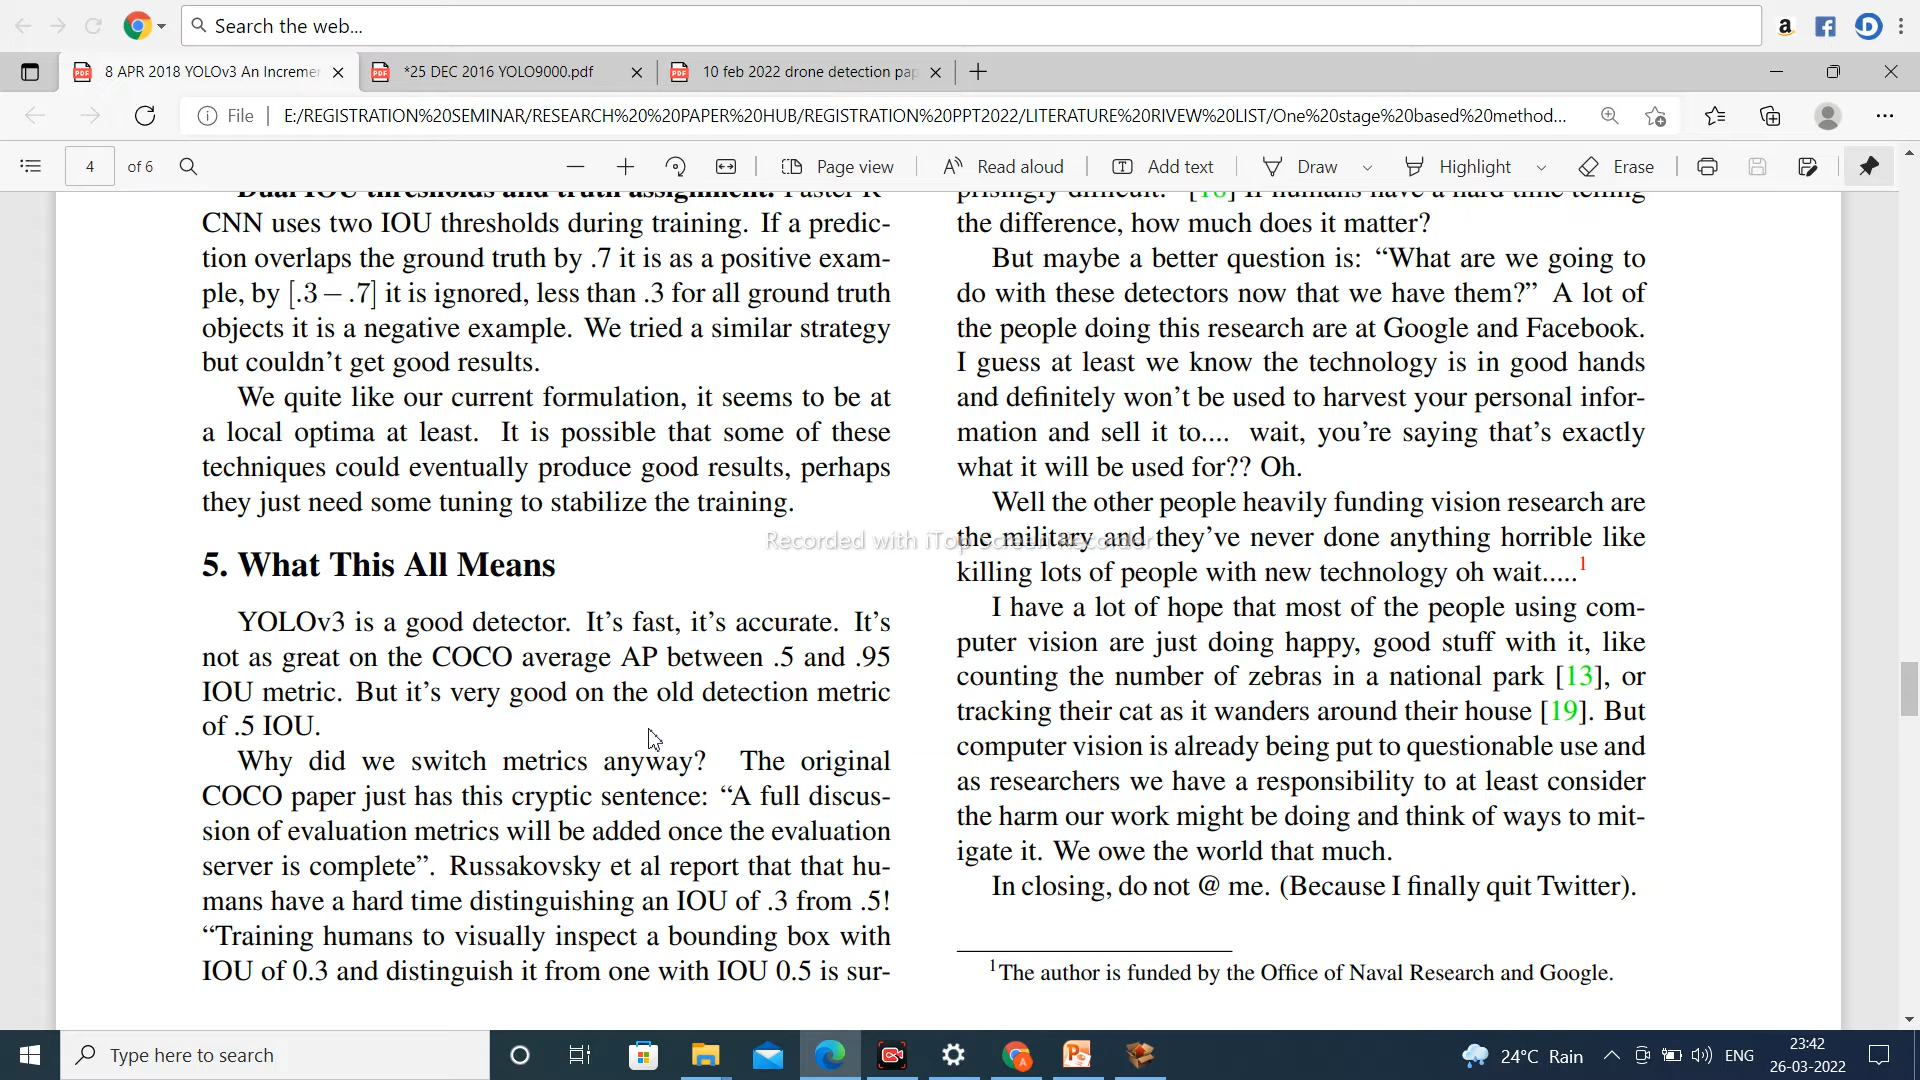 Search the web...
8 APR 2018 YOLOv3 An Increme
*25 DEC 2016 YOLO9000.pdf
10 feb 2022 drone detection pap
File
E:/REGISTRATION%20SEMINAR/RESEARCH%20%20PAPER%20HUB/REGISTRATION%20PPT2022/LITERATURE%20RIVEW%20LIST/One%20stage%20based%20method...
4 of 6
Page view
Read aloud
Add text
Draw
Highlight
Erase
Dual IOU thresholds and truth assignment. Faster R-
CNN uses two IOU thresholds during training. If a predic-
tion overlaps the ground truth by .7 it is as a positive exam-
ple, by [.3 – .7] it is ignored, less than .3 for all ground truth
objects it is a negative example. We tried a similar strategy
but couldn't get good results.
We quite like our current formulation, it seems to be at
a local optima at least. It is possible that some of these
techniques could eventually produce good results, perhaps
they just need some tuning to stabilize the training.
5. What This All Means
YOLOv3 is a good detector. It's fast, it's accurate. It's
not as great on the COCO average AP between .5 and .95
IOU metric. But it's very good on the old detection metric
of .5 IOU.
Why did we switch metrics anyway? The original
COCO paper just has this cryptic sentence: “A full discus-
sion of evaluation metrics will be added once the evaluation
server is complete”. Russakovsky et al report that that hu-
mans have a hard time distinguishing an IOU of .3 from .5!
“Training humans to visually inspect a bounding box with
IOU of 0.3 and distinguish it from one with IOU 0.5 is sur-
prisingly difficult.” [18] If humans have a hard time telling
the difference, how much does it matter?
But maybe a better question is: “What are we going to
do with these detectors now that we have them?” A lot of
the people doing this research are at Google and Facebook.
I guess at least we know the technology is in good hands
and definitely won't be used to harvest your personal infor-
mation and sell it to.... wait, you're saying that's exactly
what it will be used for?? Oh.
Well the other people heavily funding vision research are
the military and they've never done anything horrible like
killing lots of people with new technology oh wait.....1
I have a lot of hope that most of the people using com-
puter vision are just doing happy, good stuff with it, like
counting the number of zebras in a national park [13], or
tracking their cat as it wanders around their house [19]. But
computer vision is already being put to questionable use and
as researchers we have a responsibility to at least consider
the harm our work might be doing and think of ways to mit-
igate it. We owe the world that much.
In closing, do not @ me. (Because I finally quit Twitter).
1The author is funded by the Office of Naval Research and Google.
Recorded with iTop Screen Recorder
Type here to search
24°C Rain
ENG
23:42
26-03-2022